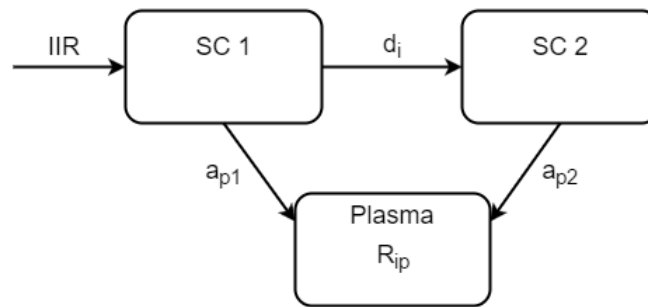 IIR
SC 1
d_i
SC 2
a_p1
a_p2
Plasma
R_ip